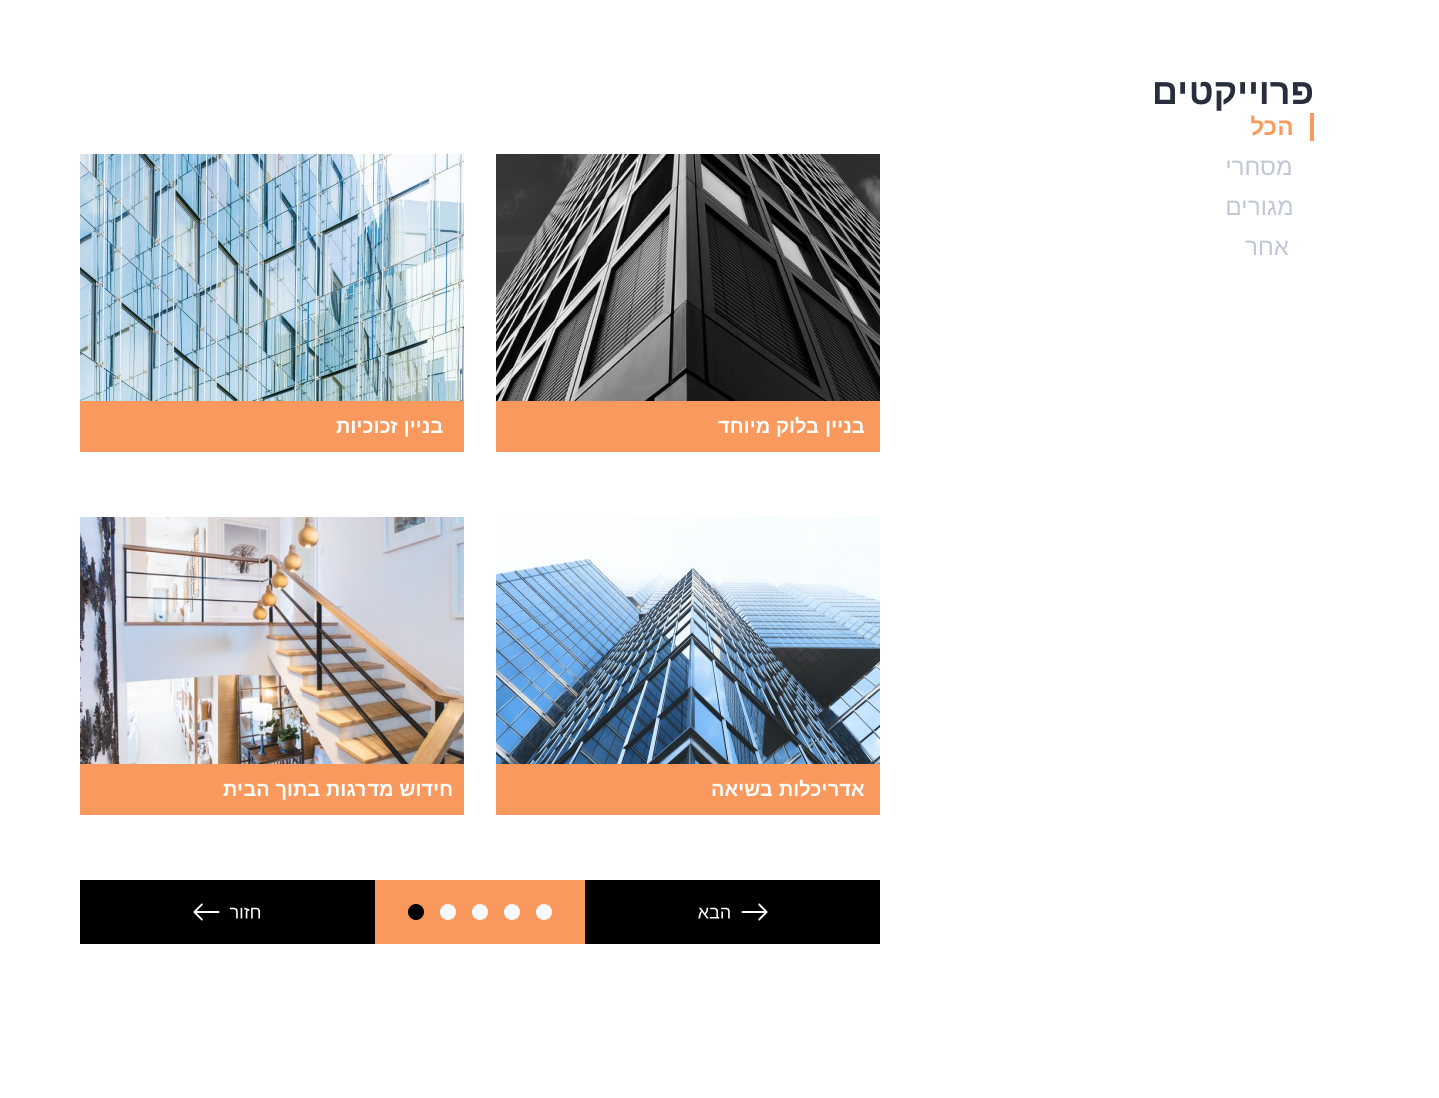 פרוייקטים
הכל
מסחרי
מגורים
אחר
בניין בלוק מיוחד
בניין זכוכיות
אדריכלות בשיאה
חידוש מדרגות בתוך הבית
הבא
חזור